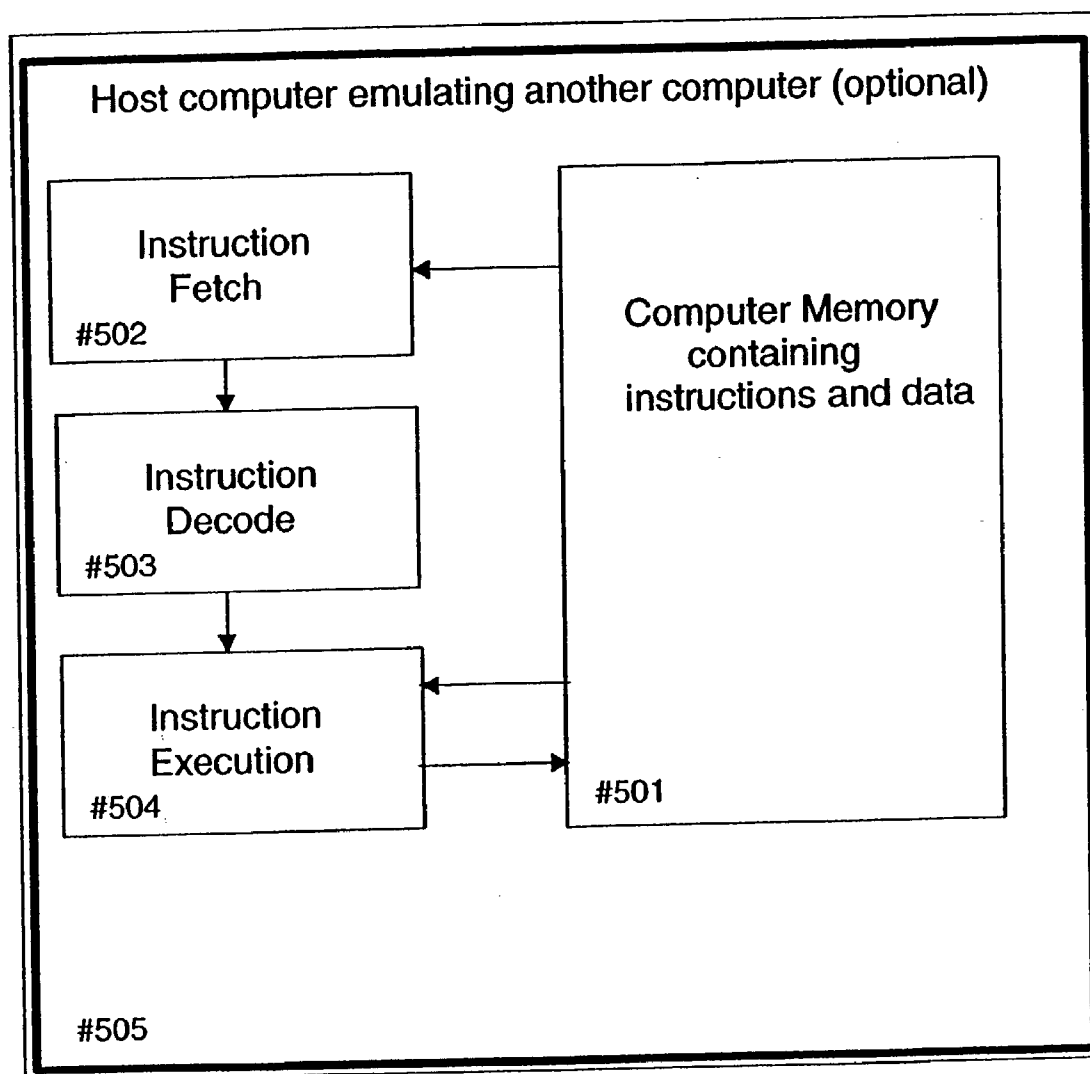 Host computer emulating another computer (optional)
Instruction
Fetch
#502
Computer Memory
containing
instructions and data
Instruction
Decode
#503
Instruction
Execution
#504
#501
#505